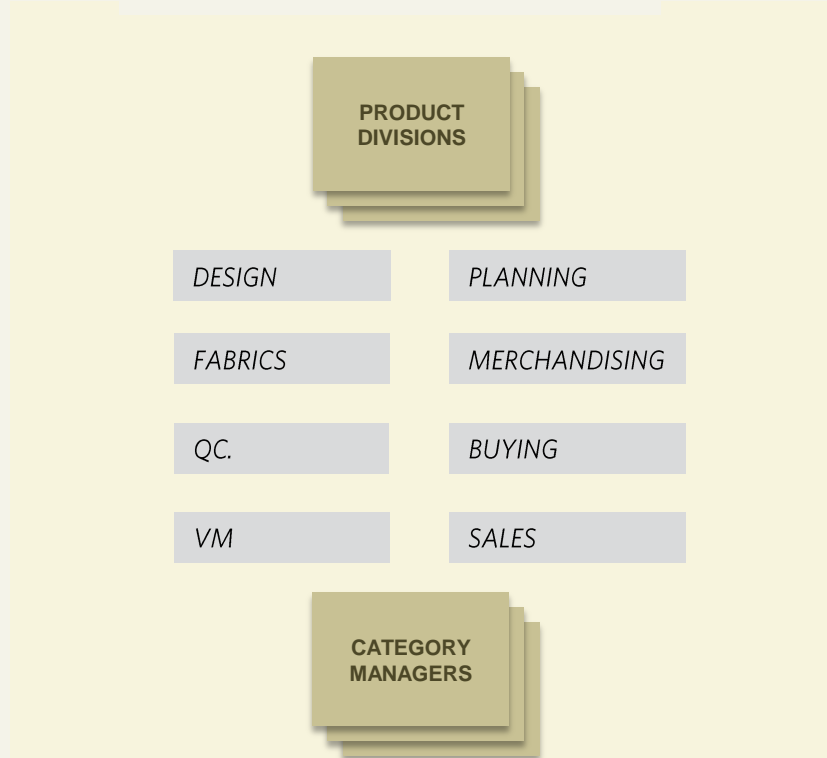 PRODUCT
DIVISIONS
DESIGN
PLANNING
FABRICS
MERCHANDISING
QC.
BUYING
VM
SALES
CATEGORY
MANAGERS